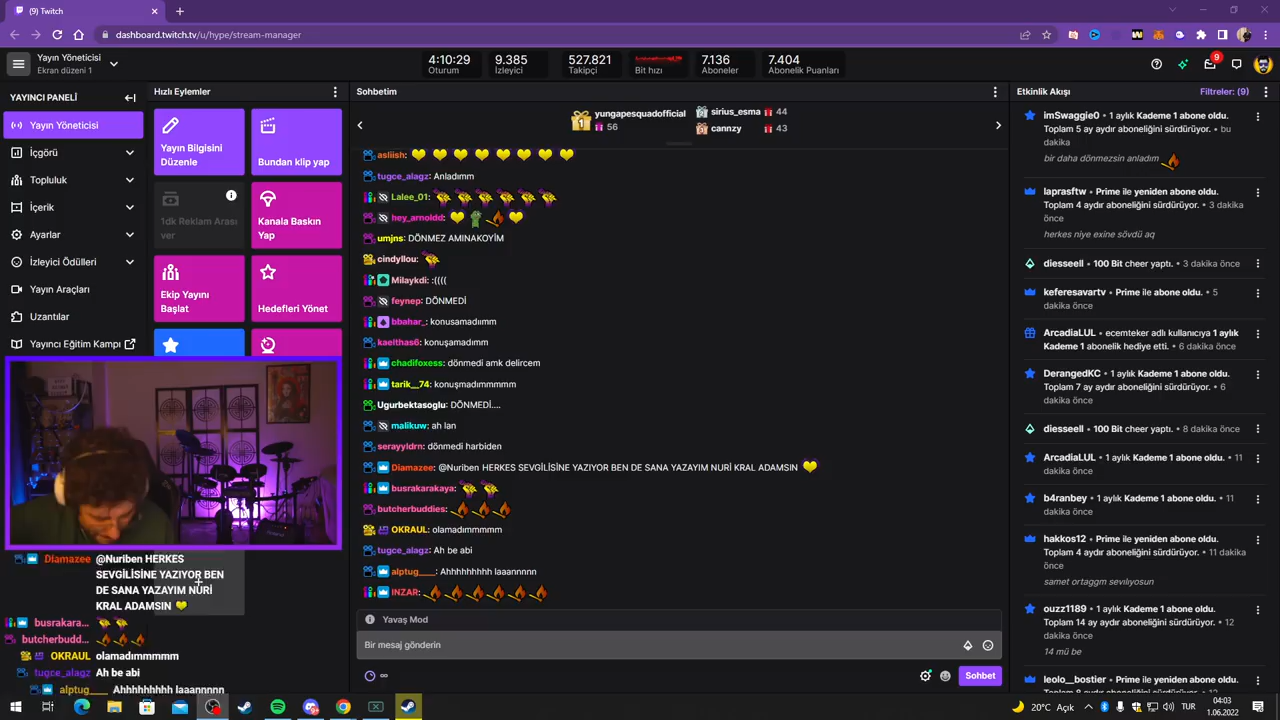 (9) Twitch
dashboard.twitch.tv/u/hype/stream-manager
Yayın Yöneticisi
Ekran düzeni 1
4:10:29
Oturum
9.385
İzleyici
527.821
Takipçi
Bit hızı
7.136
Aboneler
7.404
Abonelik Puanları
9
YAYINCI PANELİ
Yayın Yöneticisi
İçgörü
Topluluk
İçerik
Ayarlar
İzleyici Ödülleri
Yayın Araçları
Uzantılar
Yayıncı Eğitim Kampı
Hızlı Eylemler
Yayın Bilgisini
Düzenle
Bundan klip yap
1dk Reklam Arası
ver
Kanala Baskın
Yap
Ekip Yayını
Başlat
Hedefleri Yönet
Diamazee @Nuriben HERKES
SEVGİLİSİNE YAZIYOR BEN
DE SANA YAZAYIM NURİ
KRAL ADAMSIN
busrakara...
butcherbudd...
OKRAUL olamadımmmmm
tugce_alagz Ah be abi
alptug____ Ahhhhhhhhh laaannnnn
Sohbetim
1 yungapesquadofficial
56
sirius_esma 44
cannzy 43
asliish:
tugce_alagz: Anladımm
Lalee_01:
hey_arnoldd:
umjns: DÖNMEZ AMINAKOYİM
cindyllou:
Milaykdi: :((((
feynep: DÖNMEDİ
bbahar_: konusamadıımm
kaelthas6: konuşamadımm
chadifoxess: dönmedi amk delircem
tarik__74: konuşmadımmmmm
Ugurbektasoglu: DÖNMEDİ....
malikuw: ah lan
serayyldrn: dönmedi harbiden
Diamazee: @Nuriben HERKES SEVGİLİSİNE YAZIYOR BEN DE SANA YAZAYIM NURİ KRAL ADAMSIN
busrakarakaya:
butcherbuddies:
OKRAUL: olamadımmmmm
tugce_alagz: Ah be abi
alptug____: Ahhhhhhhhh laaannnnn
INZAR:
Yavaş Mod
Bir mesaj gönderin
∞
Sohbet
Etkinlik Akışı
Filtreler: (9)
imSwaggie0 • 1 aylık Kademe 1 abone oldu.
Toplam 5 ay aydır aboneliğini sürdürüyor. • bu
dakika
bir daha dönmezsin anladım
laprasftw • Prime ile yeniden abone oldu.
Toplam 4 aydır aboneliğini sürdürüyor. • 3 dakika
önce
herkes niye exine sövdü aq
diesseell • 100 Bit cheer yaptı. • 3 dakika önce
keferesavartv • Prime ile abone oldu. • 5
dakika önce
ArcadiaLUL • ecemteker adlı kullanıcıya 1 aylık
Kademe 1 abonelik hediye etti. • 6 dakika önce
DerangedKC • 1 aylık Kademe 1 abone oldu.
Toplam 7 ay aydır aboneliğini sürdürüyor. • 6
dakika önce
diesseell • 100 Bit cheer yaptı. • 8 dakika önce
ArcadiaLUL • 1 aylık Kademe 1 abone oldu. • 11
dakika önce
b4ranbey • 1 aylık Kademe 1 abone oldu. • 11
dakika önce
hakkos12 • Prime ile yeniden abone oldu.
Toplam 4 aydır aboneliğini sürdürüyor. • 11 dakika
önce
samet ortaggm sevılıyosun
ouzz1189 • 1 aylık Kademe 1 abone oldu.
Toplam 14 ay aydır aboneliğini sürdürüyor. • 12
dakika önce
14 mü be
leolo__bostier • Prime ile yeniden abone oldu.
20°C Açık
TUR
04:03
1.06.2022